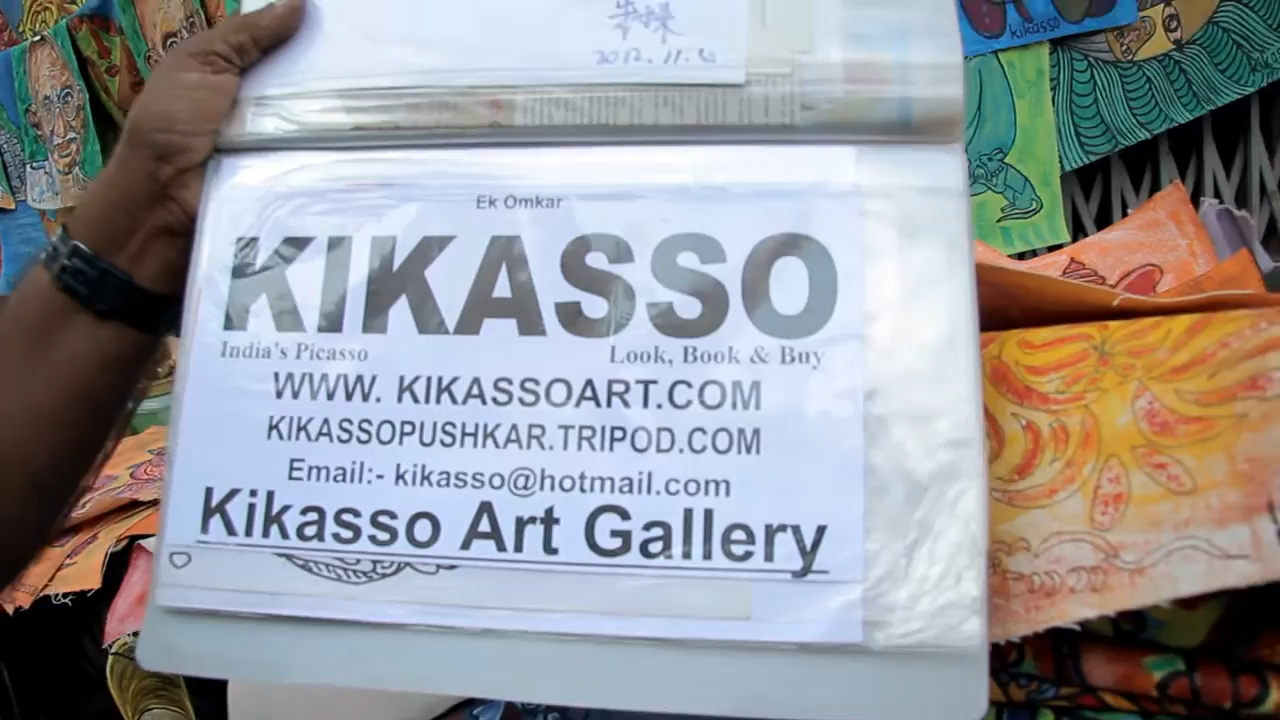 kikasso
2012.11.6
Ek Omkar
KIKASSO
India's Picasso
Look, Book & Buy
WWW. KIKASSOART.COM
KIKASSOPUSHKAR.TRIPOD.COM
Email:- kikasso@hotmail.com
Kikasso Art Gallery